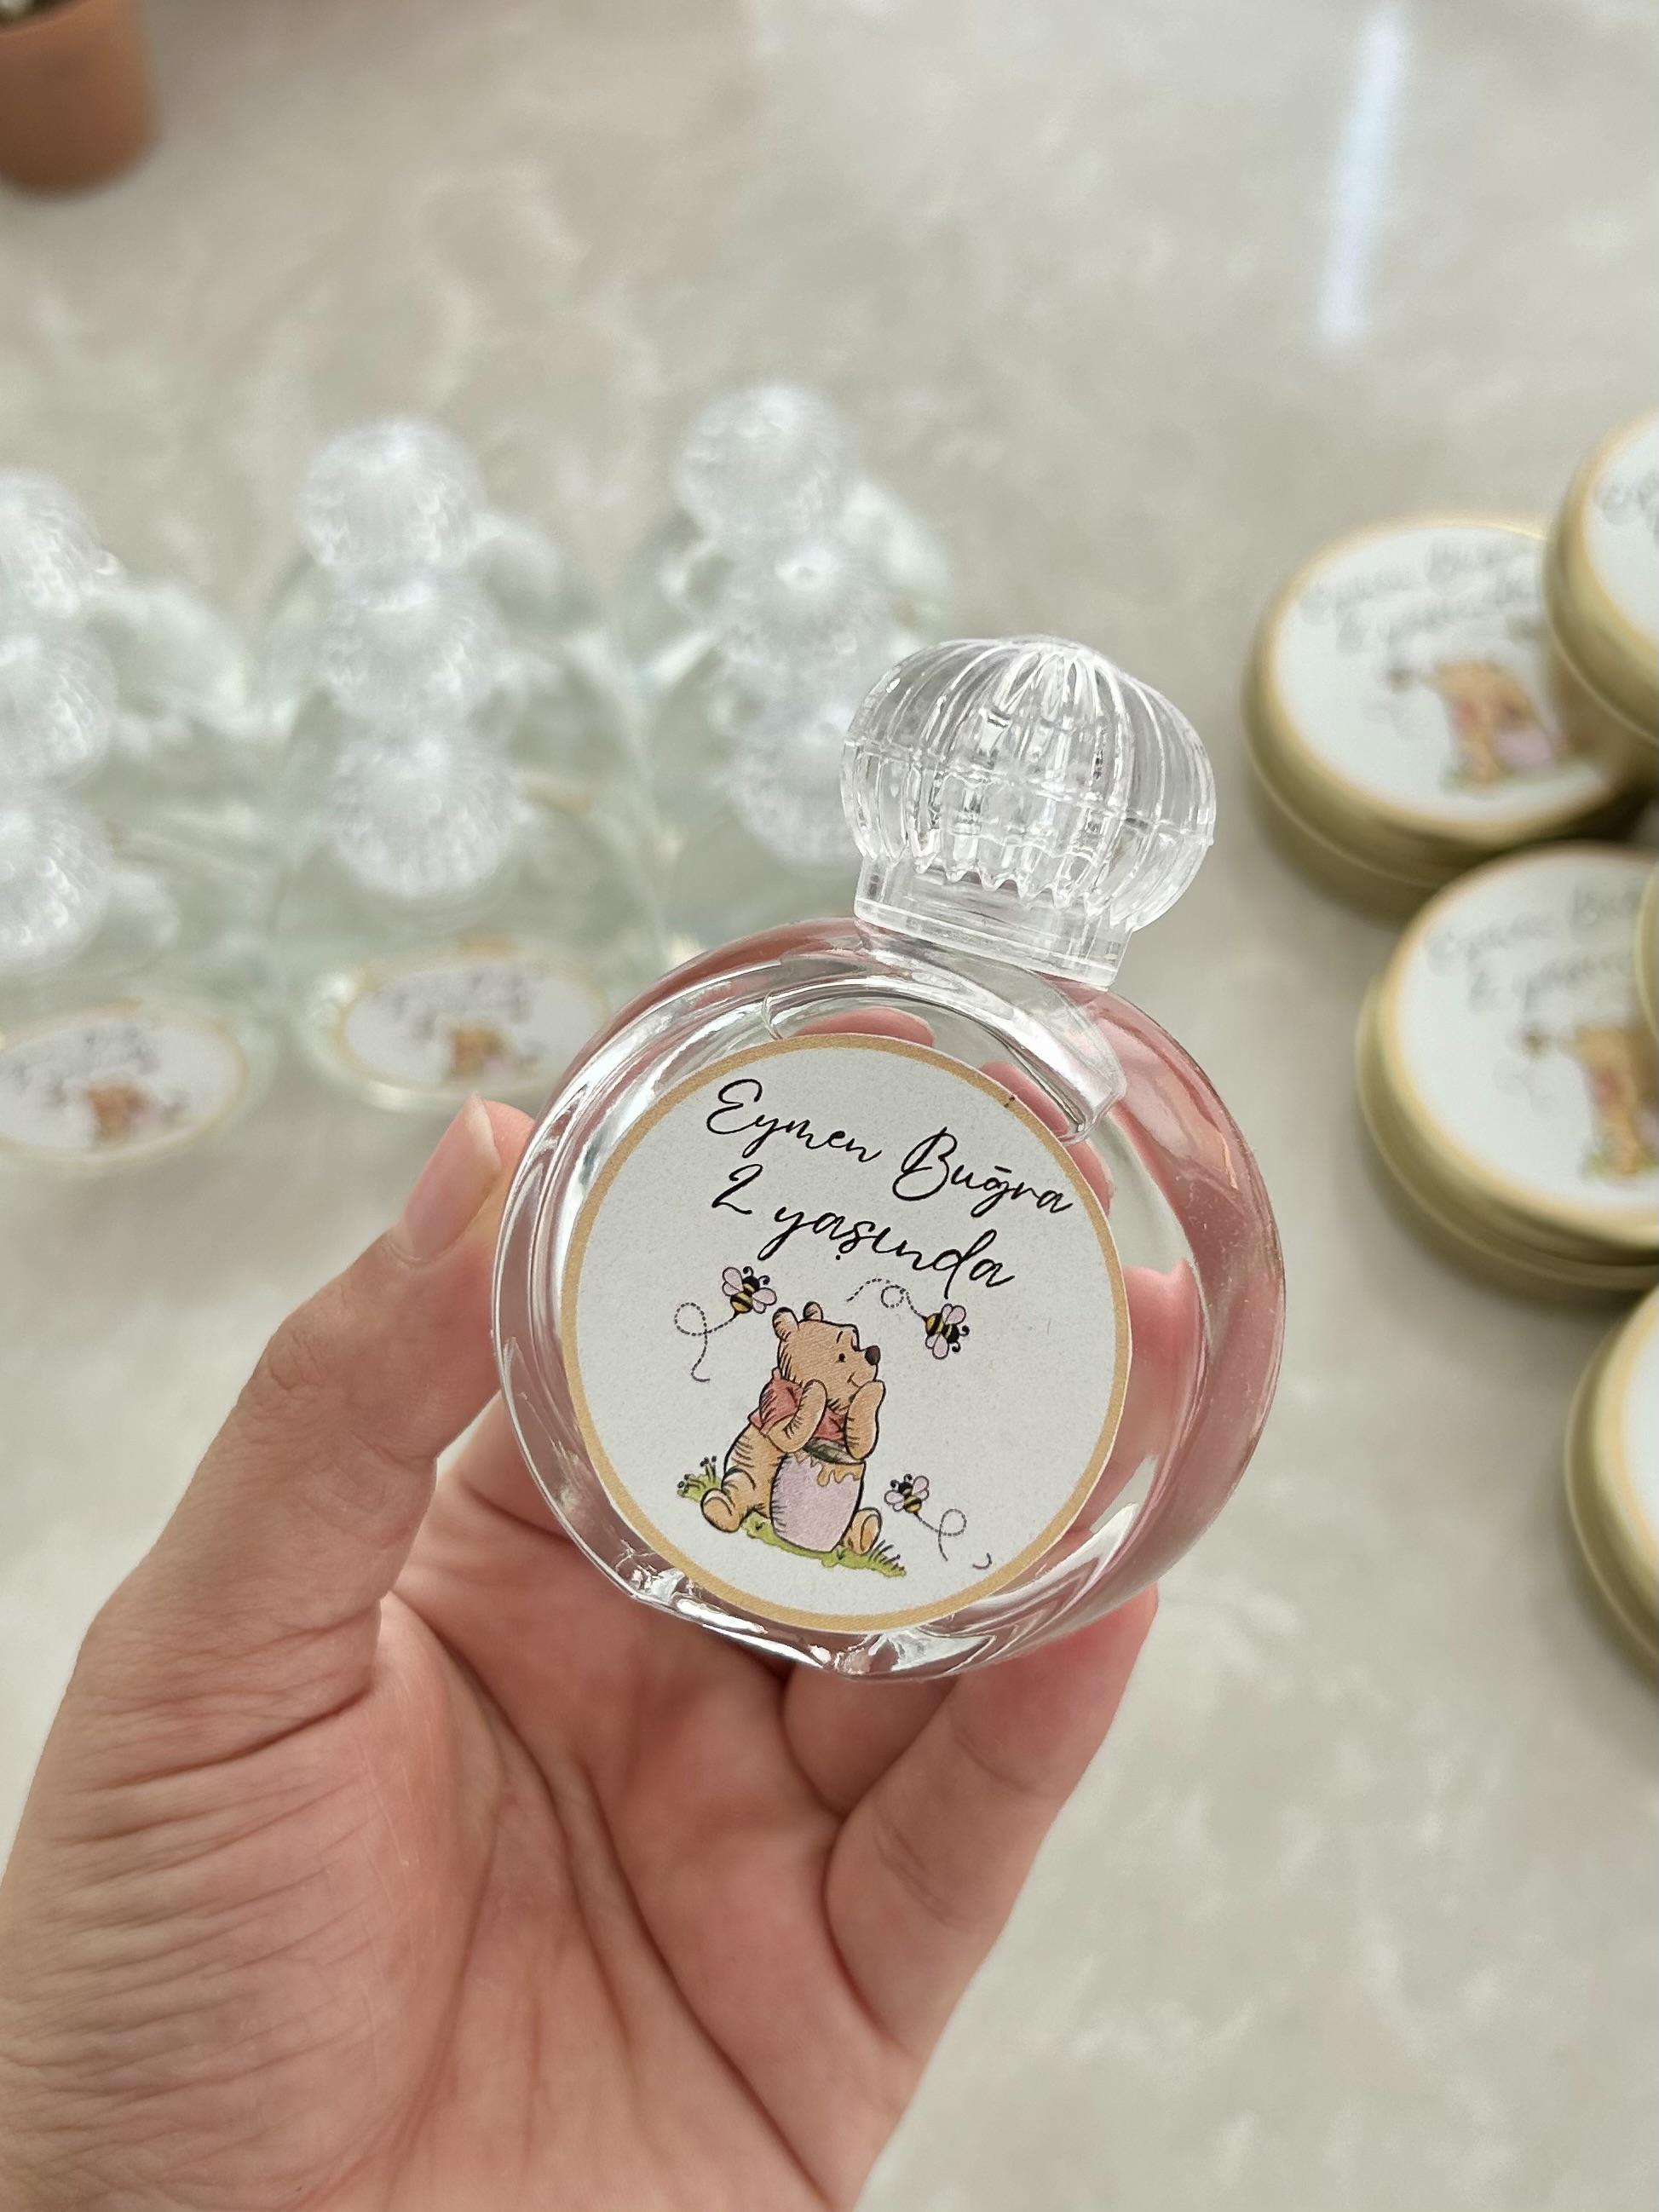 Eymen Buğra
2 yaşında